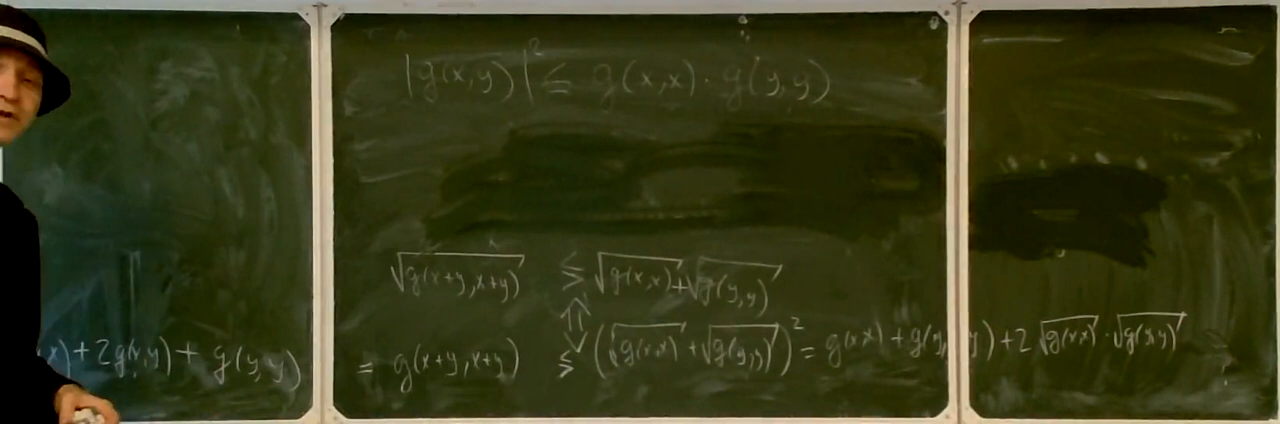 |g(x,y)|² ≤ g(x,x) · g(y,y)
√g(x+y,x+y) ≤ √g(x,x) + √g(y,y)
x) + 2g(x,y) + g(y,y) = g(x+y,x+y) ≤ (√g(x,x) + √g(y,y))² = g(x,x) + g(y,y) + 2 √g(x,x) · √g(y,y)